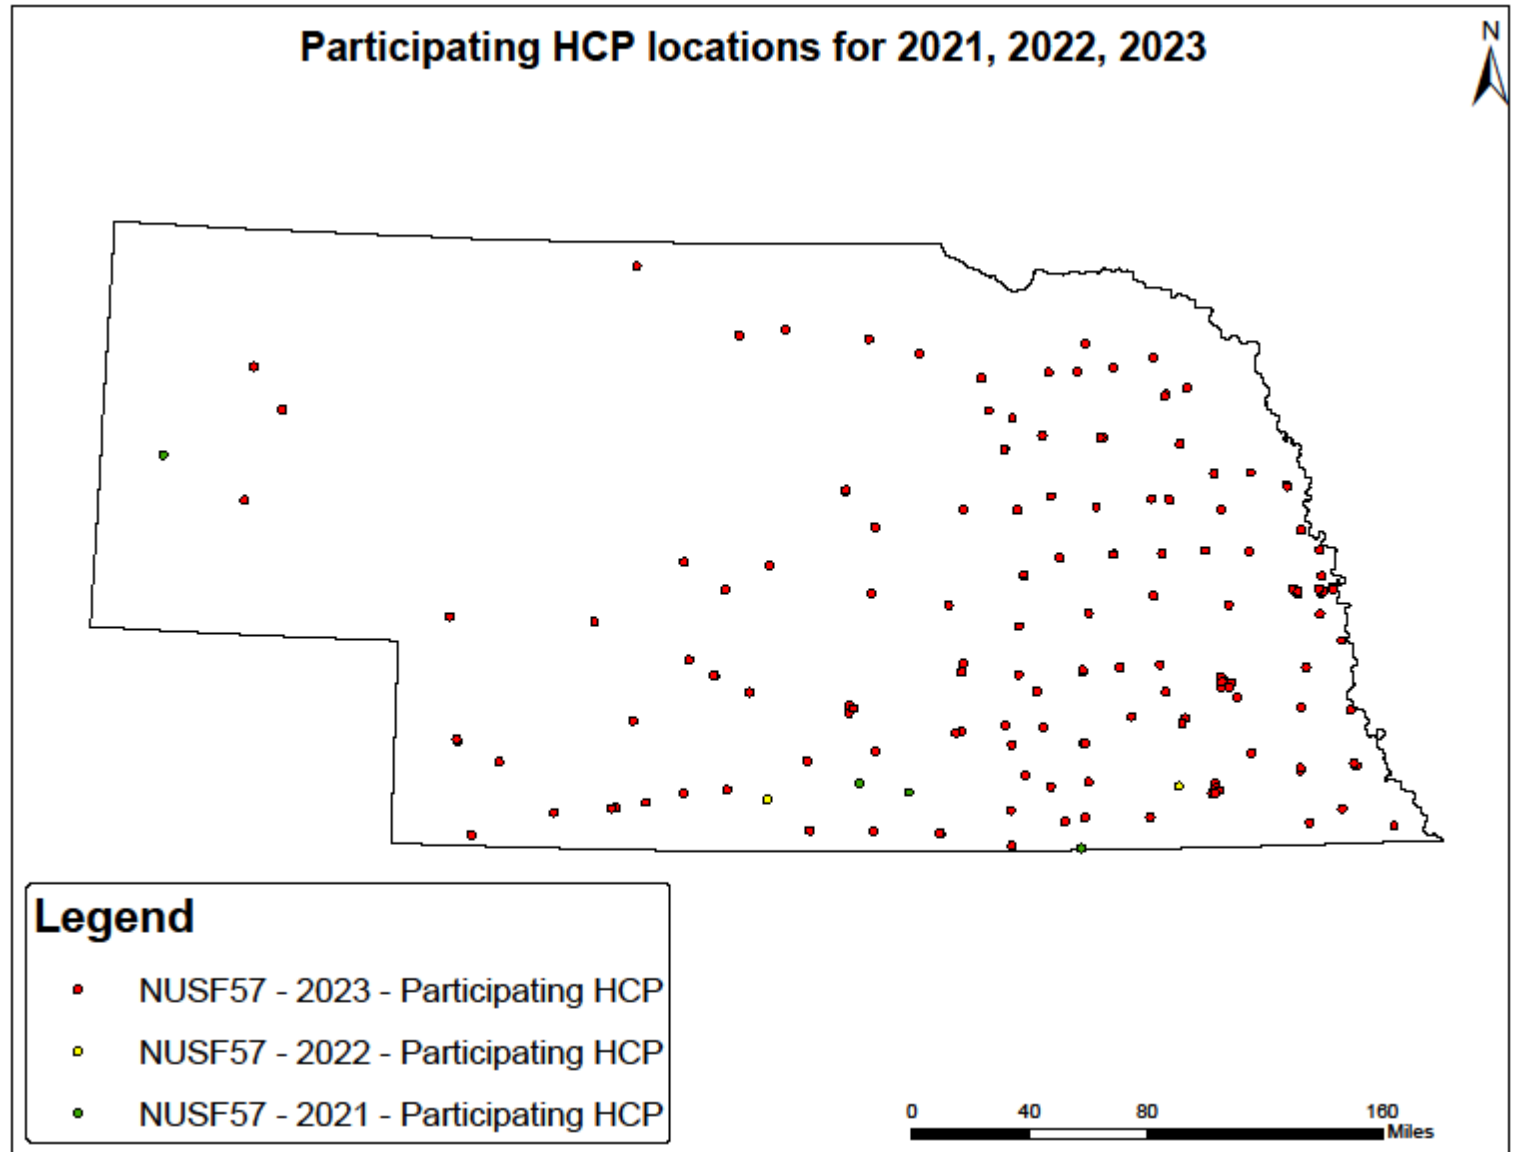 Participating HCP locations for 2021, 2022, 2023
N
Legend
NUSF57 - 2023 - Participating HCP
NUSF57 - 2022 - Participating HCP
NUSF57 - 2021 - Participating HCP
0 40 80 160
Miles